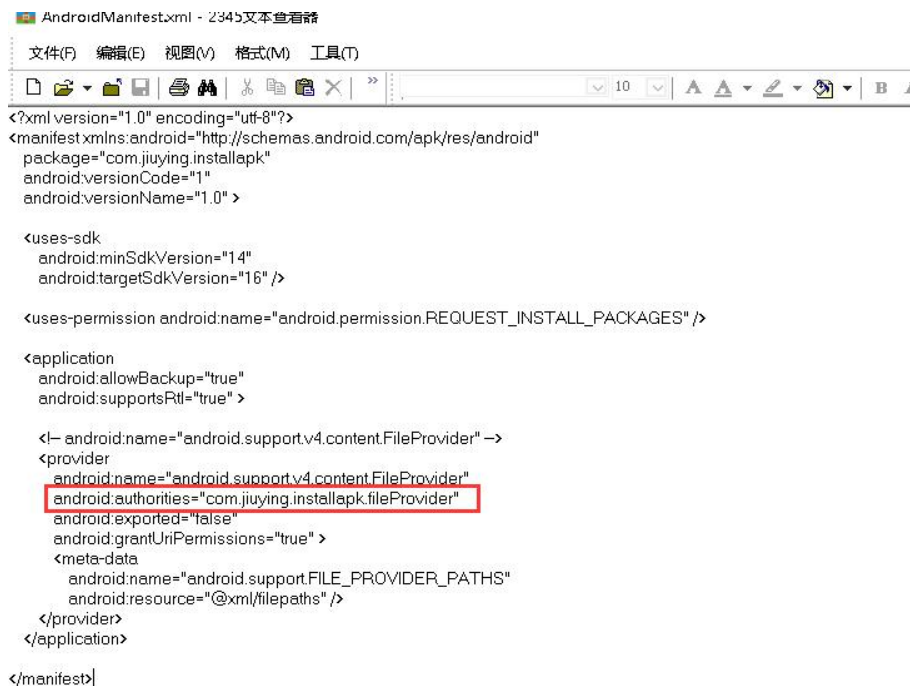 AndroidManifest.xml - 2345文本查看器
文件(F) 编辑(E) 视图(V) 格式(M) 工具(T)
10 A A B
<?xml version="1.0" encoding="utf-8"?>
<manifest xmlns:android="http://schemas.android.com/apk/res/android"
package="com.jiuying.installapk"
android:versionCode="1"
android:versionName="1.0" >
<uses-sdk
android:minSdkVersion="14"
android:targetSdkVersion="16" />
<uses-permission android:name="android.permission.REQUEST_INSTALL_PACKAGES" />
<application
android:allowBackup="true"
android:supportsRtl="true" >
<!-- android:name="android.support.v4.content.FileProvider" -->
<provider
android:name="android.support.v4.content.FileProvider"
android:authorities="com.jiuying.installapk.fileProvider"
android:exported="false"
android:grantUriPermissions="true" >
<meta-data
android:name="android.support.FILE_PROVIDER_PATHS"
android:resource="@xml/filepaths" />
</provider>
</application>
</manifest>